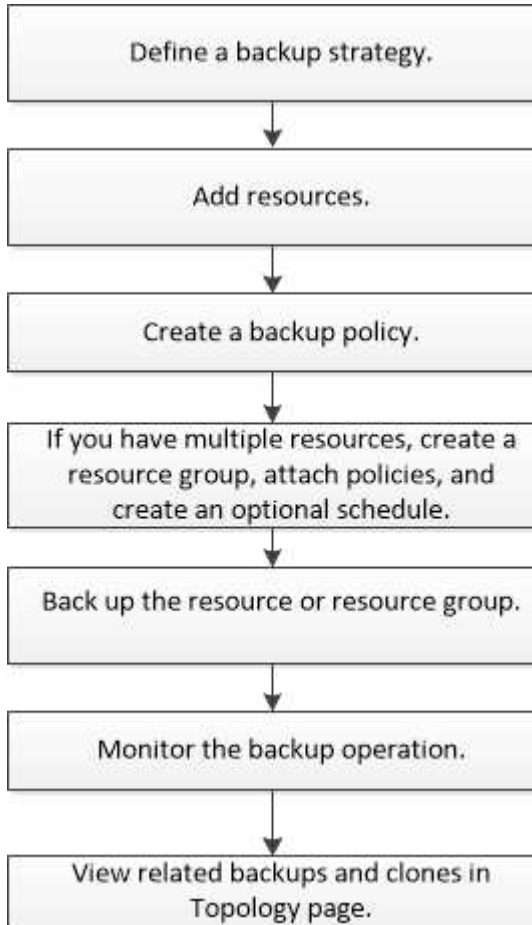 Define a backup strategy.
Add resources.
Create a backup policy.
If you have multiple resources, create a
resource group, attach policies, and
create an optional schedule.
Back up the resource or resource group.
Monitor the backup operation.
View related backups and clones in
Topology page.